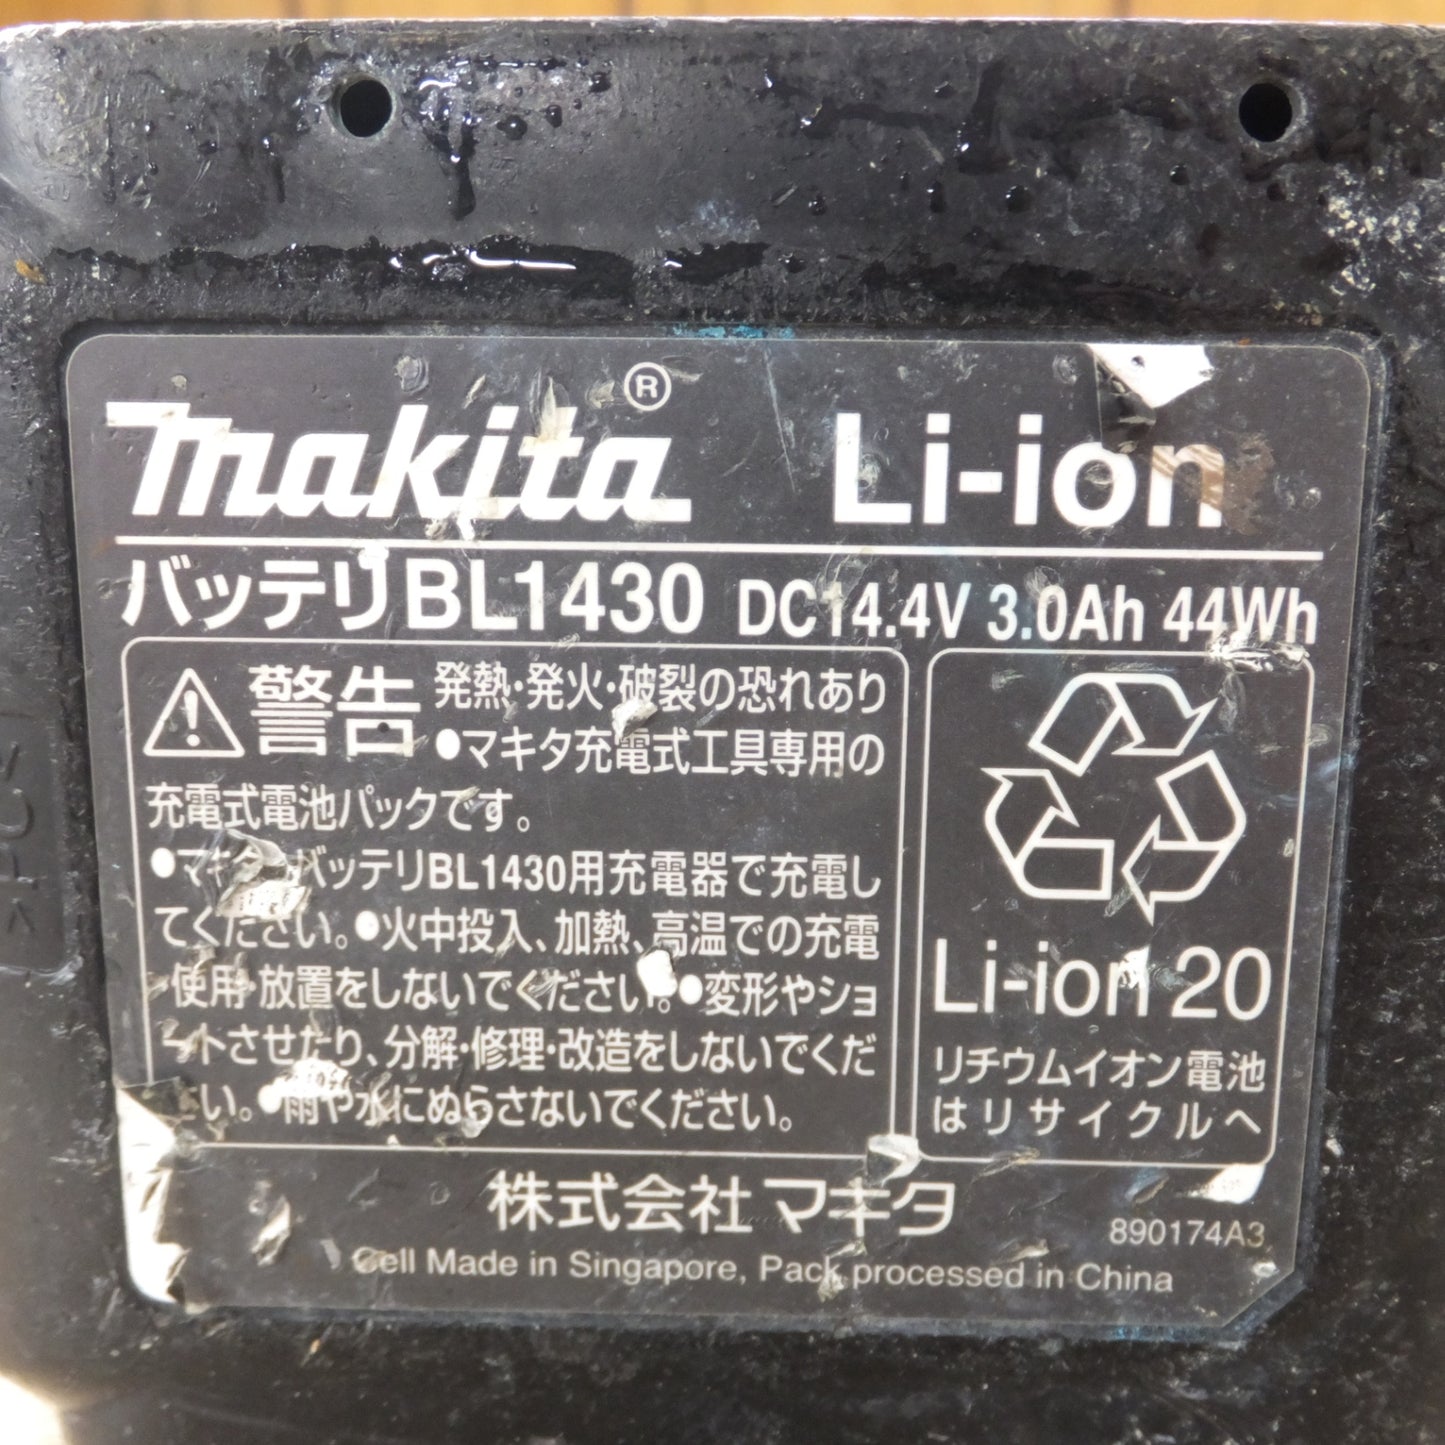 makita® Li-ion
バッテリBL1430 DC14.4V 3.0Ah 44Wh
警告 発熱・発火・破裂の恐れあり
●マキタ充電式工具専用の
充電式電池パックです。
●マキタ バッテリBL1430用充電器で充電し
てください。●火中投入、加熱、高温での充電
使用・放置をしないでください。●変形やショ
ートさせたり、分解・修理・改造をしないでくだ
さい。●雨や水にぬらさないでください。
Li-ion 20
リチウムイオン電池
はリサイクルへ
株式会社マキタ
890174A3
Cell Made in Singapore, Pack processed in China